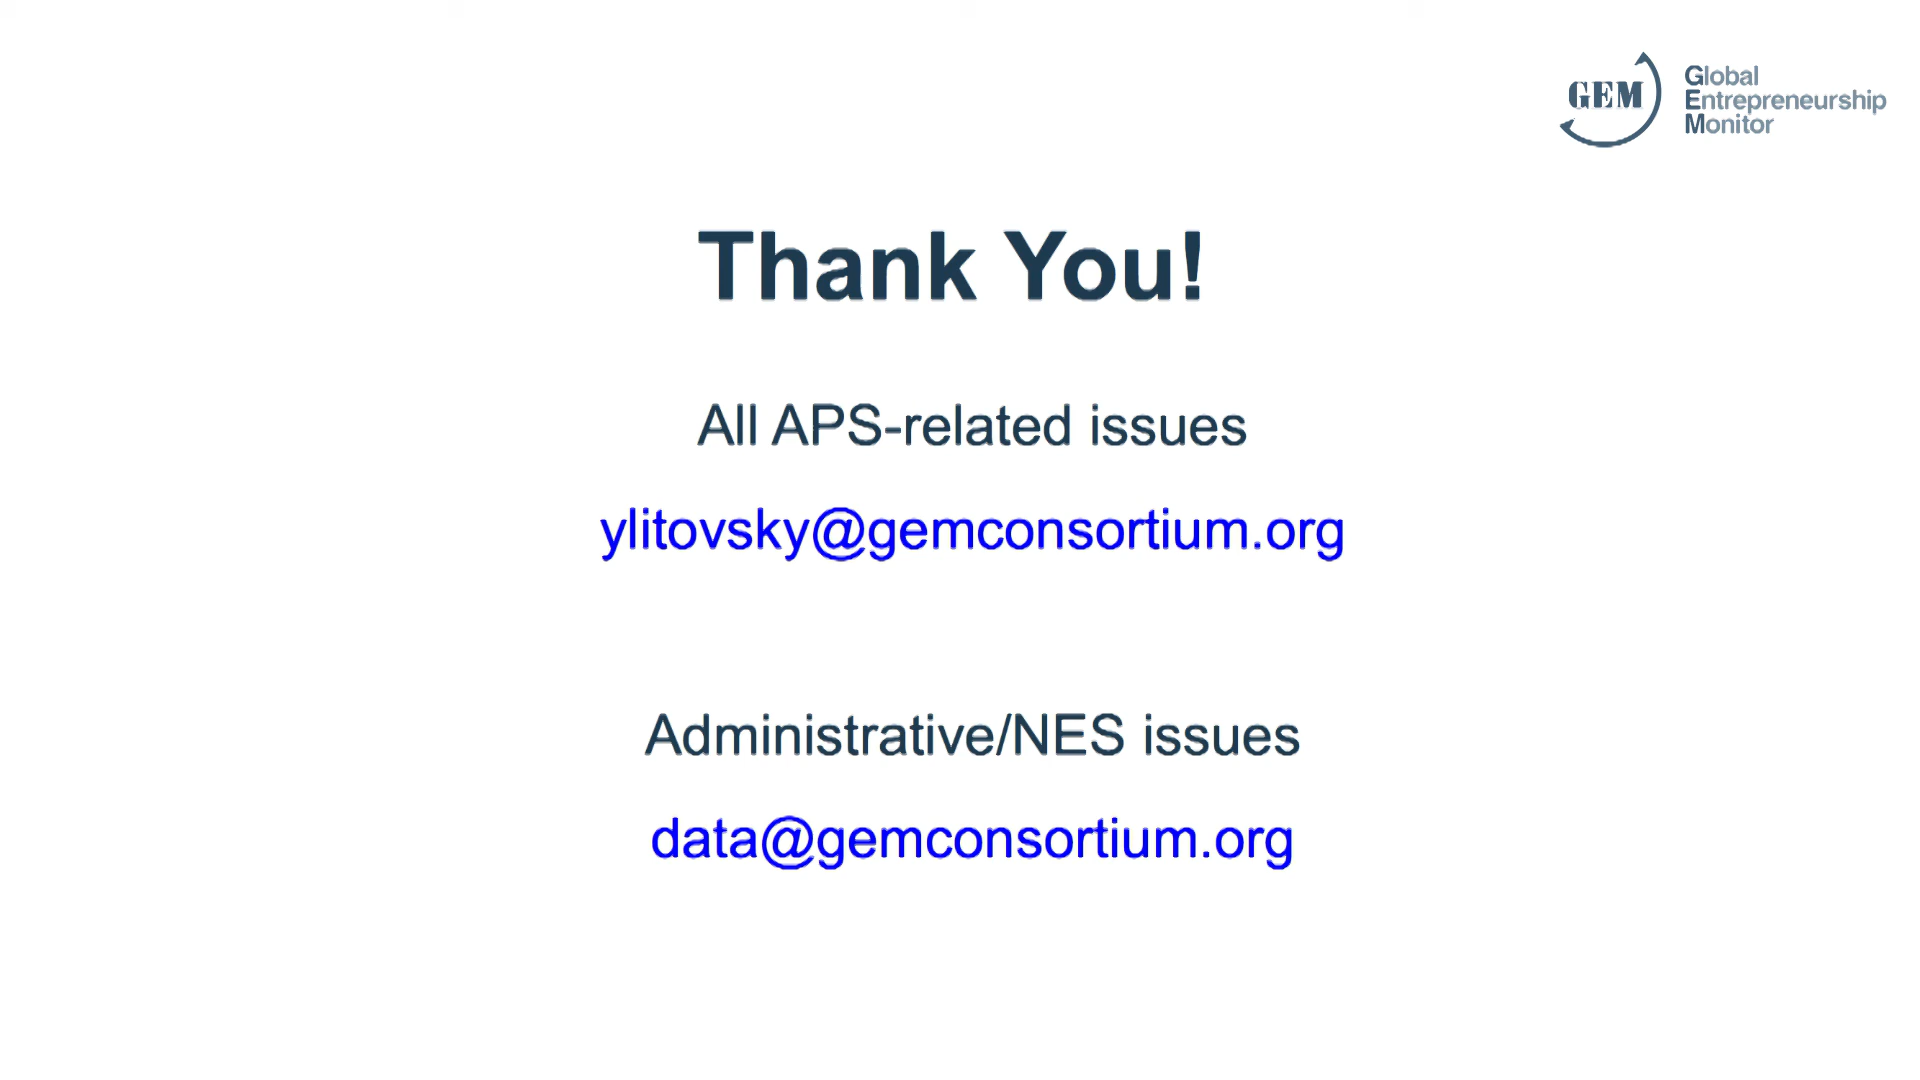 GEM
Global
Entrepreneurship
Monitor
Thank You!
All APS-related issues
ylitovsky@gemconsortium.org
Administrative/NES issues
data@gemconsortium.org